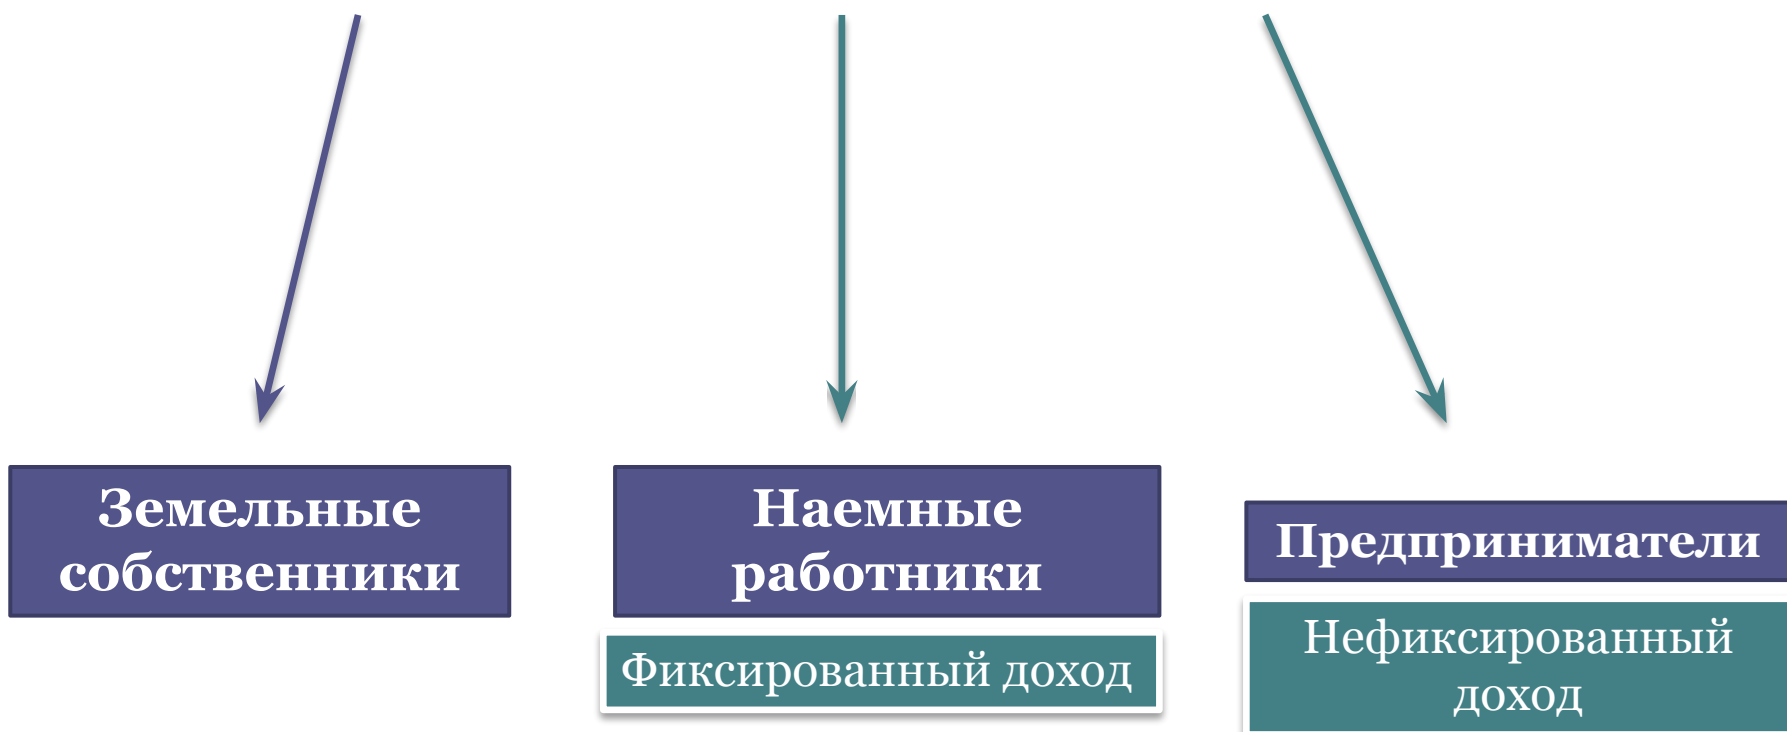 Земельные
собственники
Наемные
работники
Фиксированный доход
Предприниматели
Нефиксированный
доход